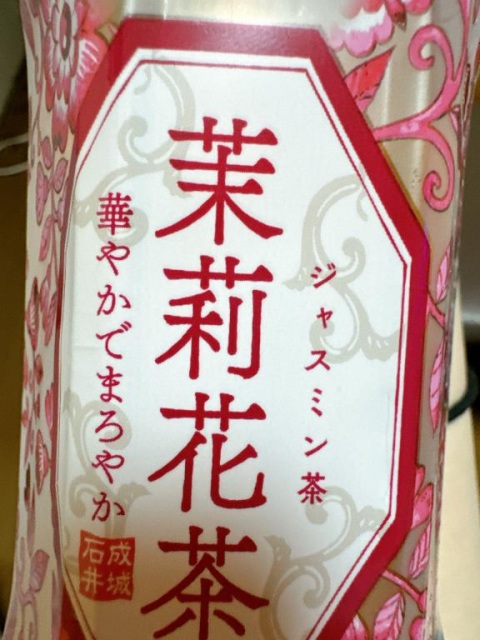 ジャスミン茶
茉莉花茶
華やかでまろやか
成城
石井